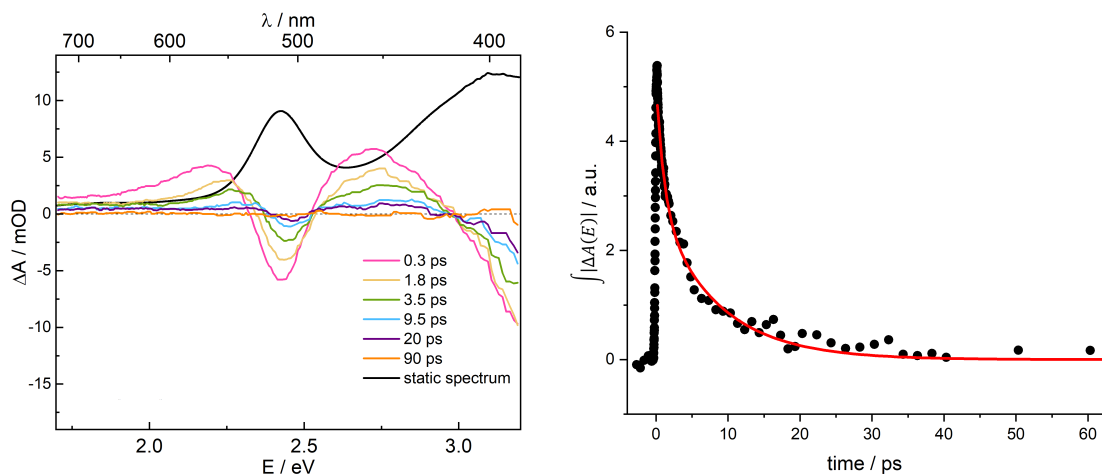 λ / nm
700 600 500 400
10
5
0
-5
-10
-15
ΔA / mOD
0.3 ps
1.8 ps
3.5 ps
9.5 ps
20 ps
90 ps
static spectrum
2.0 2.5 3.0
E / eV
6
4
2
0
∫ |ΔA(E)| / a.u.
0 10 20 30 40 50 60
time / ps